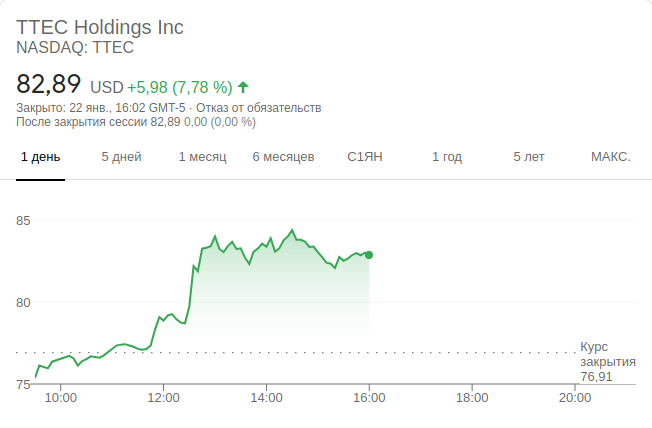 TTEC Holdings Inc
NASDAQ: TTEC
82,89 USD +5,98 (7,78 %)
Закрыто: 22 янв., 16:02 GMT-5 · Отказ от обязательств
После закрытия сессии 82,89 0,00 (0,00 %)
1 день 5 дней 1 месяц 6 месяцев С1ЯН 1 год 5 лет МАКС.
85
80
Курс
закрытия
76,91
75
10:00 12:00 14:00 16:00 18:00 20:00